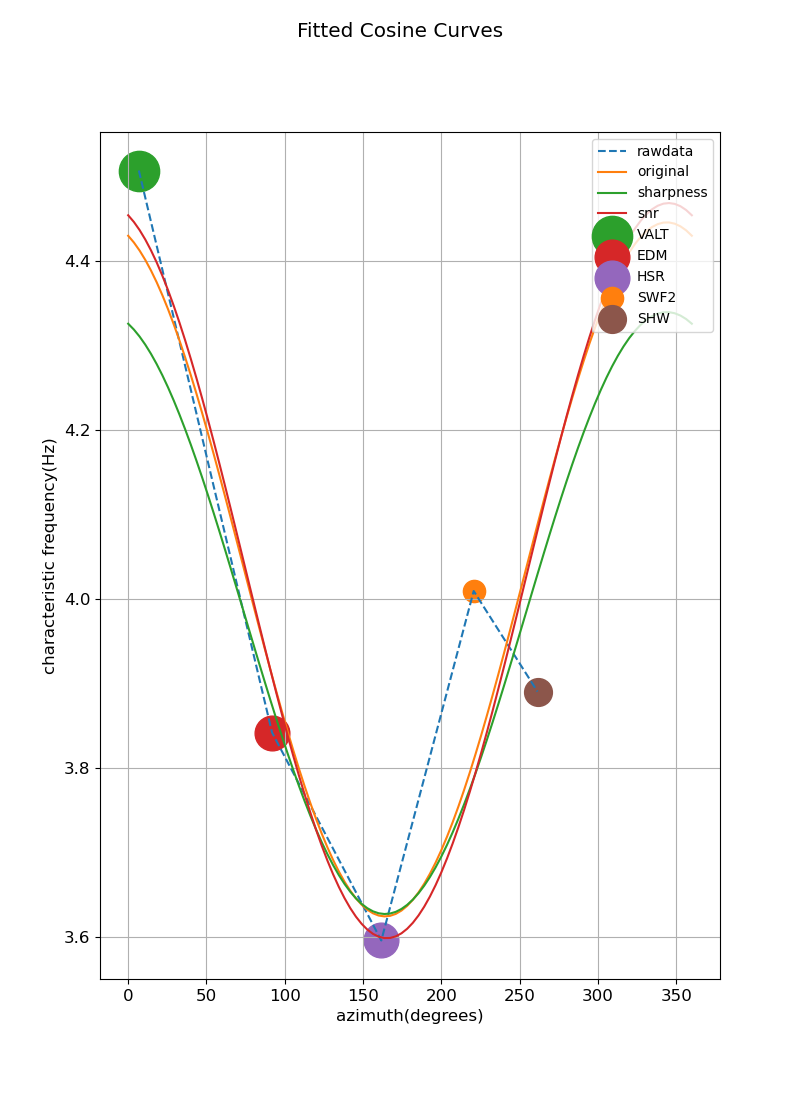 Fitted Cosine Curves
rawdata
original
sharpness
snr
VALT
EDM
HSR
SWF2
SHW
4.4
4.2
4.0
3.8
3.6
characteristic frequency(Hz)
0 50 100 150 200 250 300 350
azimuth(degrees)